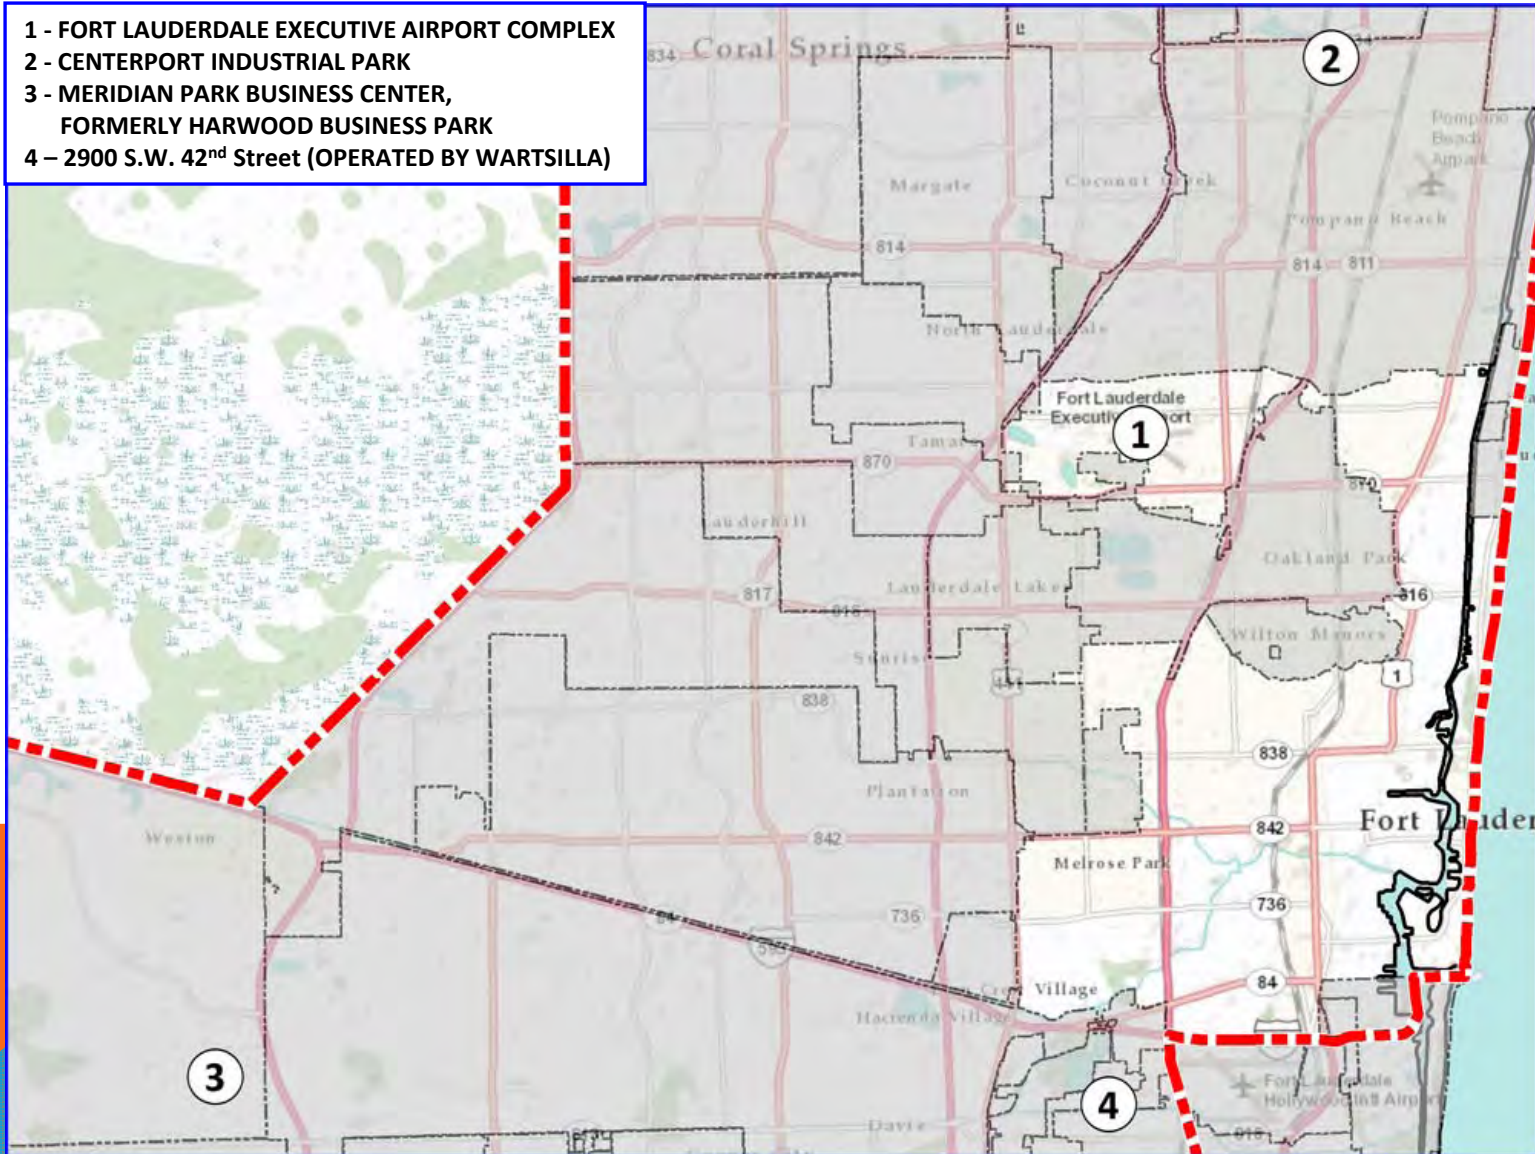 1 - FORT LAUDERDALE EXECUTIVE AIRPORT COMPLEX
2 - CENTERPORT INDUSTRIAL PARK
3 - MERIDIAN PARK BUSINESS CENTER,
FORMERLY HARWOOD BUSINESS PARK
4 – 2900 S.W. 42nd Street (OPERATED BY WARTSILLA)
834
Coral Springs
2
Pompano
Beach
Airpark
Margate
Coconut Creek
Pompano Beach
814
814
811
North Lauderdale
Fort Lauderdale
Executive Airport
1
Tamarac
870
870
Lauderhill
Oakland Park
817
816
Lauderdale Lakes
816
Wilton Manors
Sunrise
441
1
838
838
Plantation
Weston
842
842
Fort Lauder
Melrose Park
736
736
84
595
Village
84
Hacienda Village
3
4
Fort Lauderdale
Hollywood Intl Airport
Davie
818